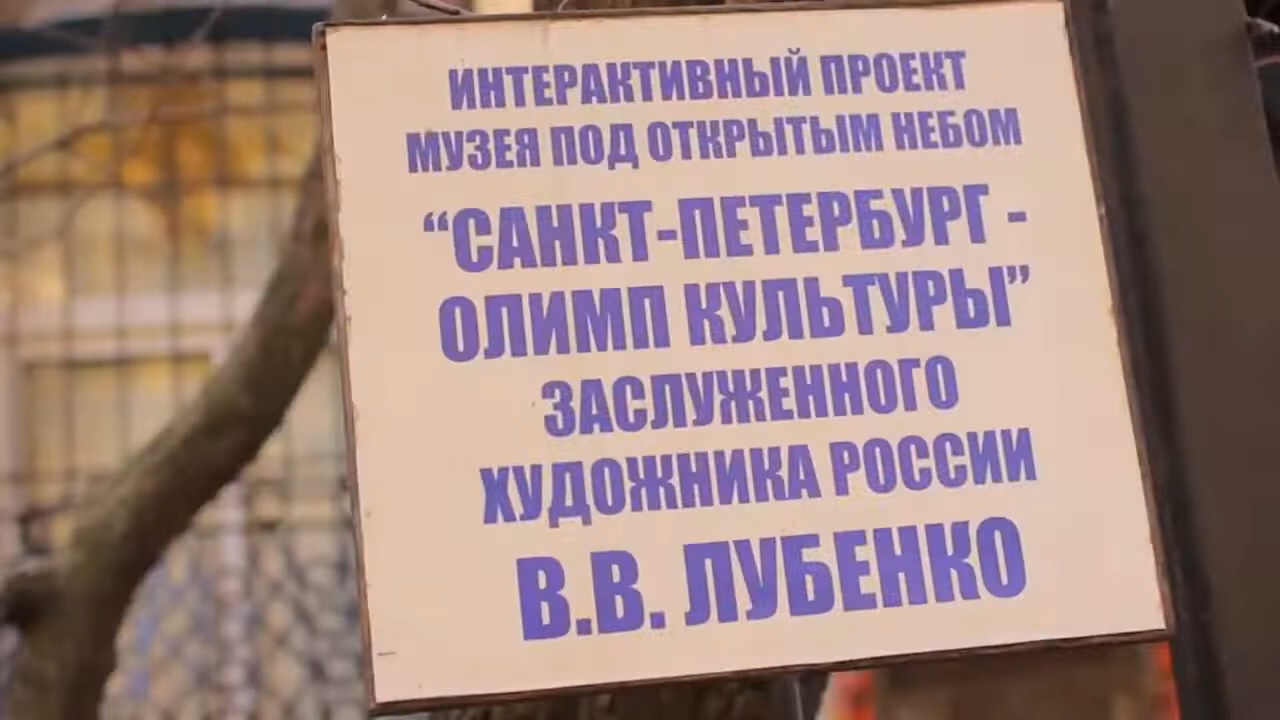 ИНТЕРАКТИВНЫЙ ПРОЕКТ
МУЗЕЯ ПОД ОТКРЫТЫМ НЕБОМ
“САНКТ-ПЕТЕРБУРГ -
ОЛИМП КУЛЬТУРЫ”
ЗАСЛУЖЕННОГО
ХУДОЖНИКА РОССИИ
В.В. ЛУБЕНКО